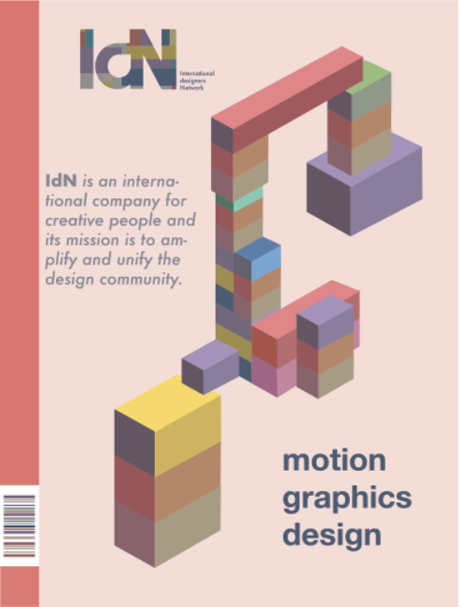 IdN
International
designers
Network
IdN is an interna-
tional company for
creative people and
its mission is to am-
plify and unify the
design community.
motion
graphics
design